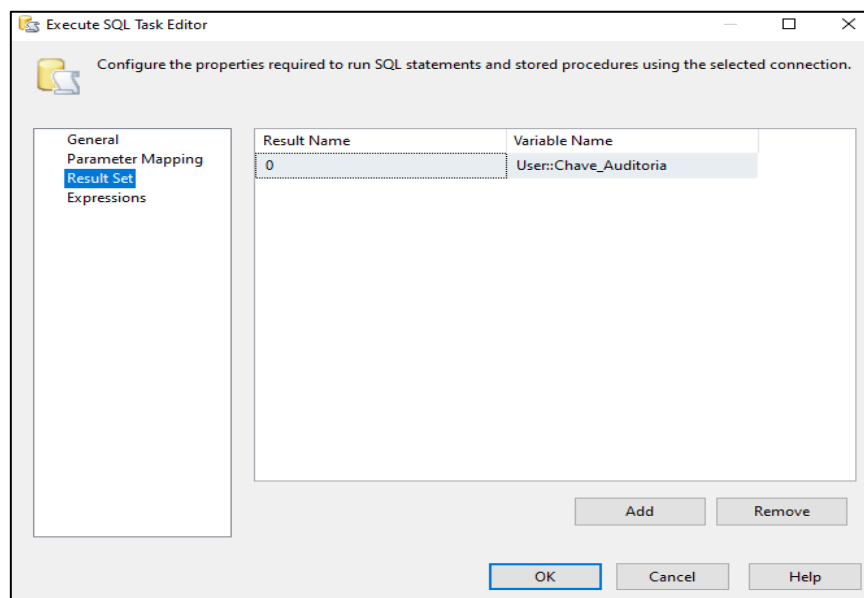 Execute SQL Task Editor
Configure the properties required to run SQL statements and stored procedures using the selected connection.
General
Parameter Mapping
Result Set
Expressions
Result Name Variable Name
0 User::Chave_Auditoria
Add Remove
OK Cancel Help